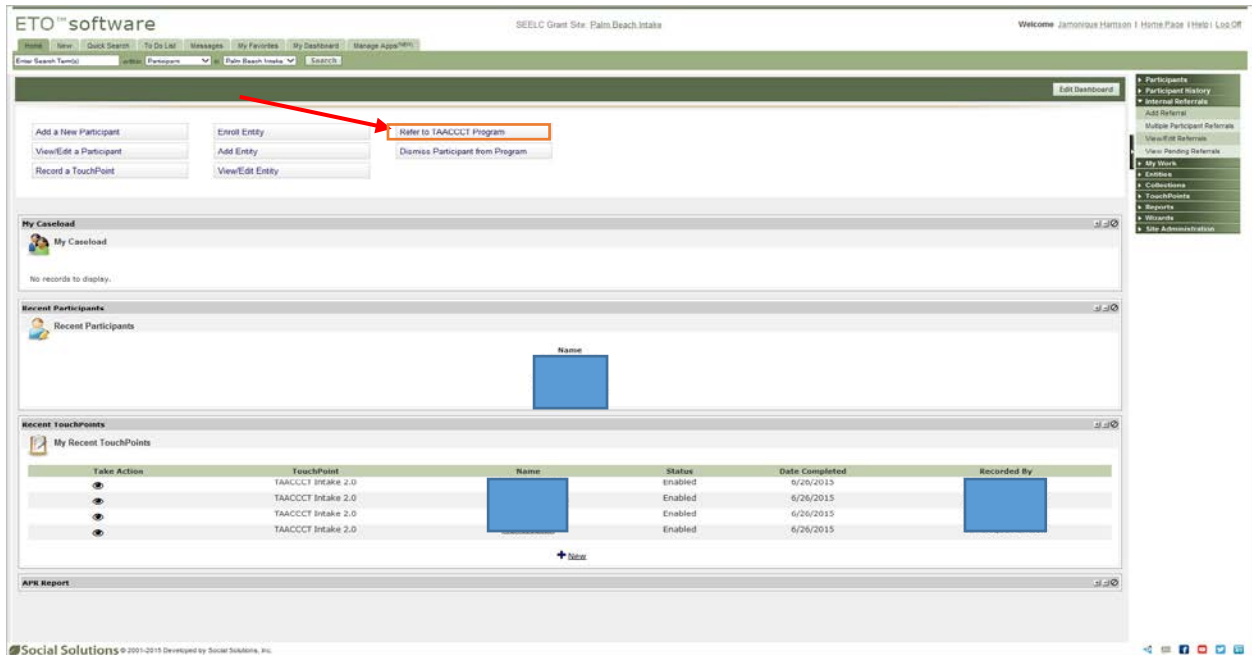 ETO™software
SEELC Grant Site: Palm Beach Intake
Welcome Jamonique Harrison | Home Page | Help | Log Off
Home New Quick Search To Do List Messages My Favorites My Dashboard Manage Apps
Enter Search Term(s) within Participant in Palm Beach Intake Search
Edit Dashboard
Add a New Participant
Enroll Entity
Refer to TAACCCT Program
View/Edit a Participant
Add Entity
Dismiss Participant from Program
Record a TouchPoint
View/Edit Entity
Participants
Participant History
Internal Referrals
Add Referral
Multiple Participant Referrals
View/Edit Referrals
View Pending Referrals
My Work
Entities
Collections
TouchPoints
Reports
Wizards
Site Administration
My Caseload
My Caseload
No records to display.
Recent Participants
Recent Participants
Name
Recent TouchPoints
My Recent TouchPoints
Take Action TouchPoint Name Status Date Completed Recorded By
TAACCCT Intake 2.0 Enabled 6/26/2015
TAACCCT Intake 2.0 Enabled 6/26/2015
TAACCCT Intake 2.0 Enabled 6/26/2015
TAACCCT Intake 2.0 Enabled 6/26/2015
+ New
APR Report
Social Solutions © 2001-2015 Developed by Social Solutions, Inc.